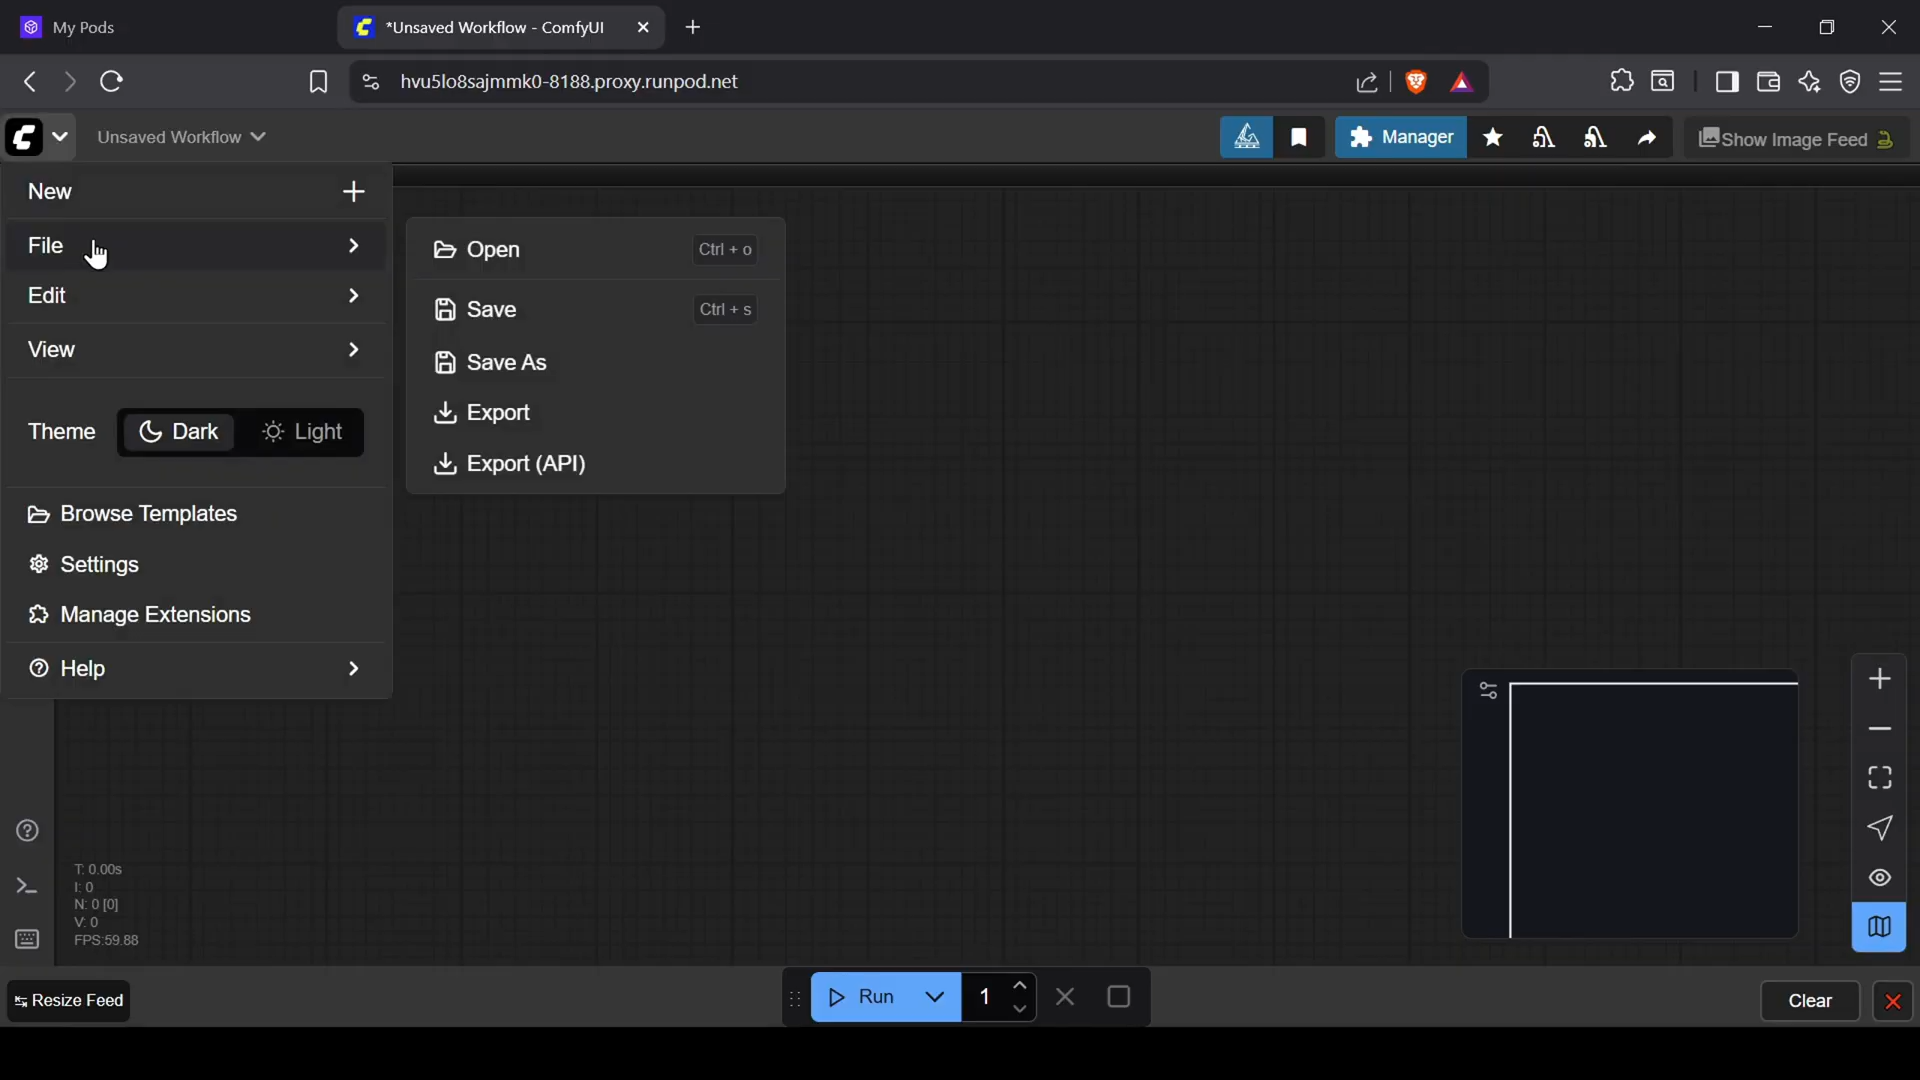 My Pods
*Unsaved Workflow - ComfyUI
hvu5lo8sajmmk0-8188.proxy.runpod.net
Unsaved Workflow
Manager
Show Image Feed
New
File
Edit
View
Theme
Dark
Light
Browse Templates
Settings
Manage Extensions
Help
Open
Ctrl + o
Save
Ctrl + s
Save As
Export
Export (API)
T: 0.00s
I: 0
N: 0 [0]
V: 0
FPS:59.88
Resize Feed
Run
1
Clear